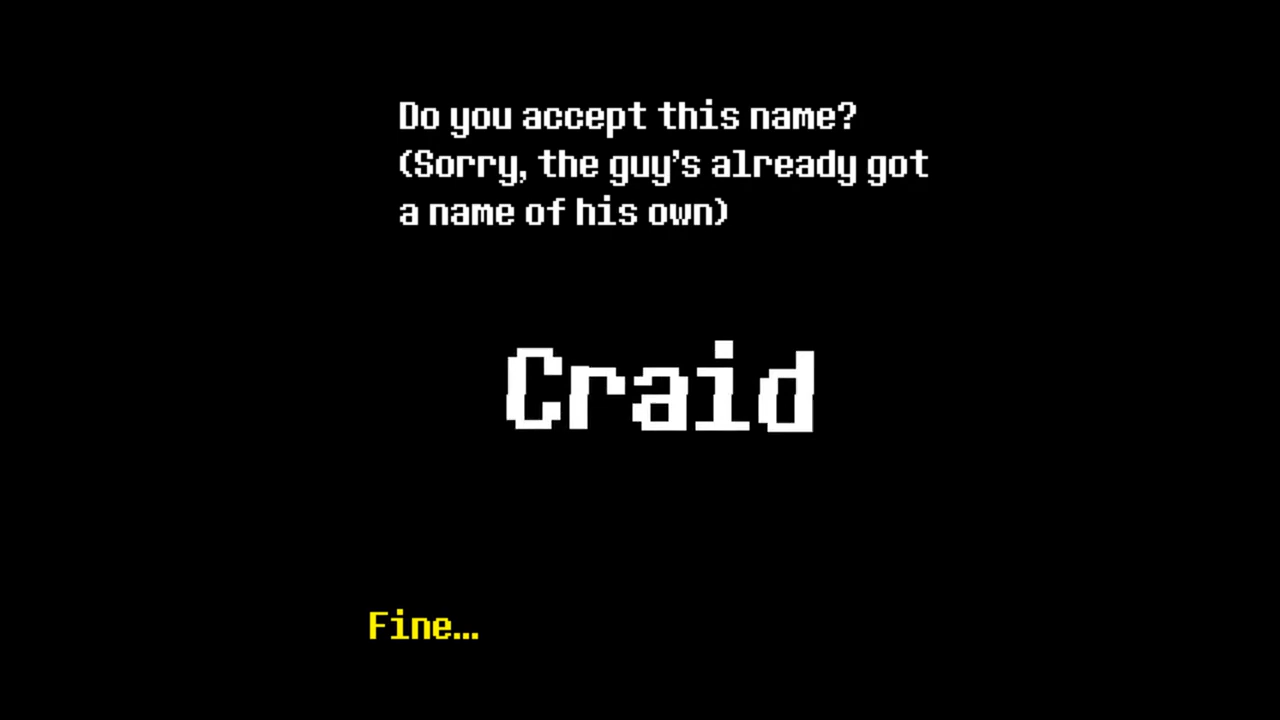 Do you accept this name?
(Sorry, the guy's already got
a name of his own)
Craid
Fine...